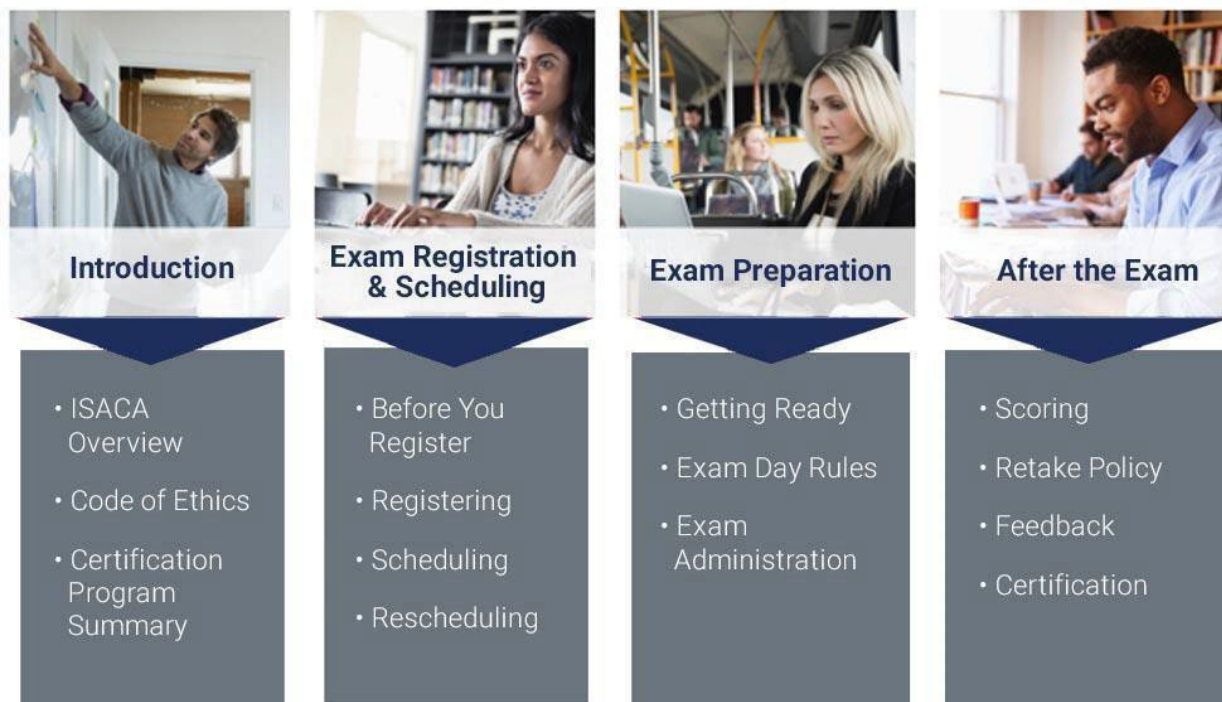 Introduction
Exam Registration
& Scheduling
Exam Preparation
After the Exam
• ISACA
Overview
• Code of Ethics
• Certification
Program
Summary
• Before You
Register
• Registering
• Scheduling
• Rescheduling
• Getting Ready
• Exam Day Rules
• Exam
Administration
• Scoring
• Retake Policy
• Feedback
• Certification